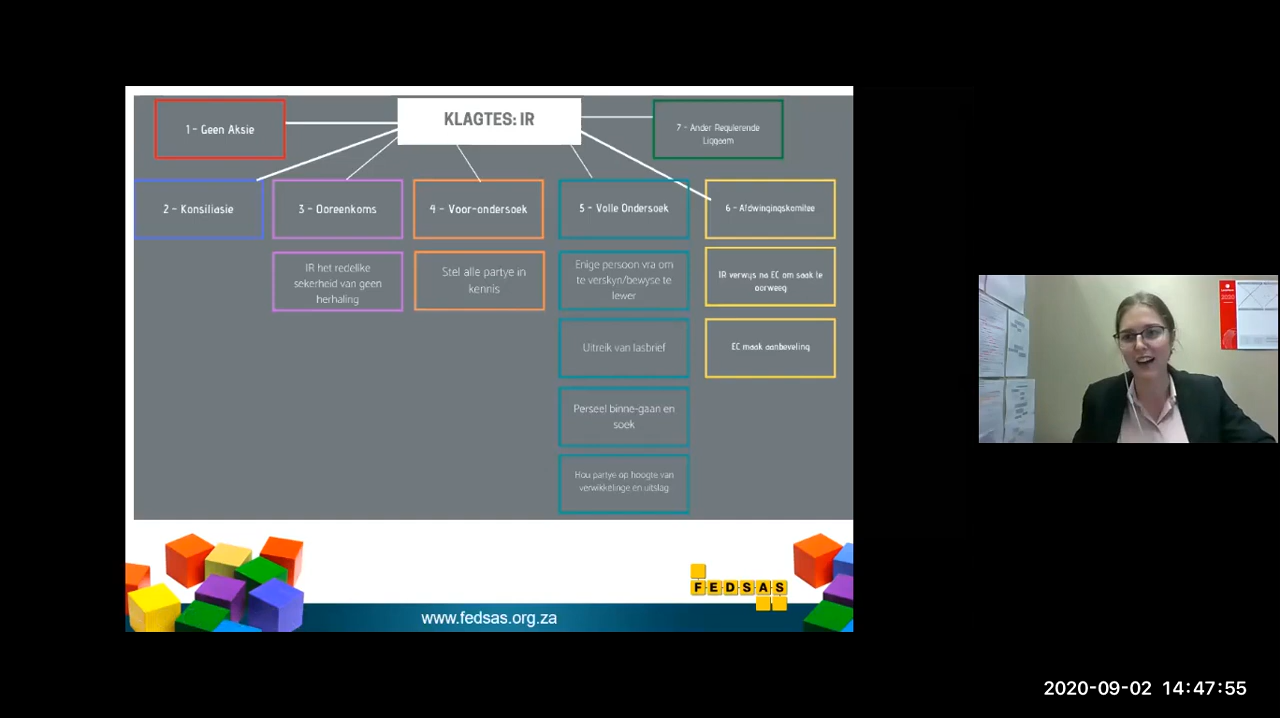 KLAGTES: IR
1 - Geen Aksie
7 - Ander Regulerende
Liggaam
2 - Konsiliasie
3 - Ooreenkoms
4 - Voor-ondersoek
5 - Volle Ondersoek
6 - Afdwingingskomitee
IR het redelike
sekerheid van geen
herhaling
Stel alle partye in
kennis
Enige persoon vra om
te verskyn/bewyse te
lewer
IR verwys na EC om saak te
oorweeg
Uitreik van lasbrief
EC maak aanbeveling
Perseel binne-gaan en
soek
Hou partye op hoogte van
verwikkelinge en uitslag
FEDSAS
www.fedsas.org.za
2020
2020-09-02 14:47:55